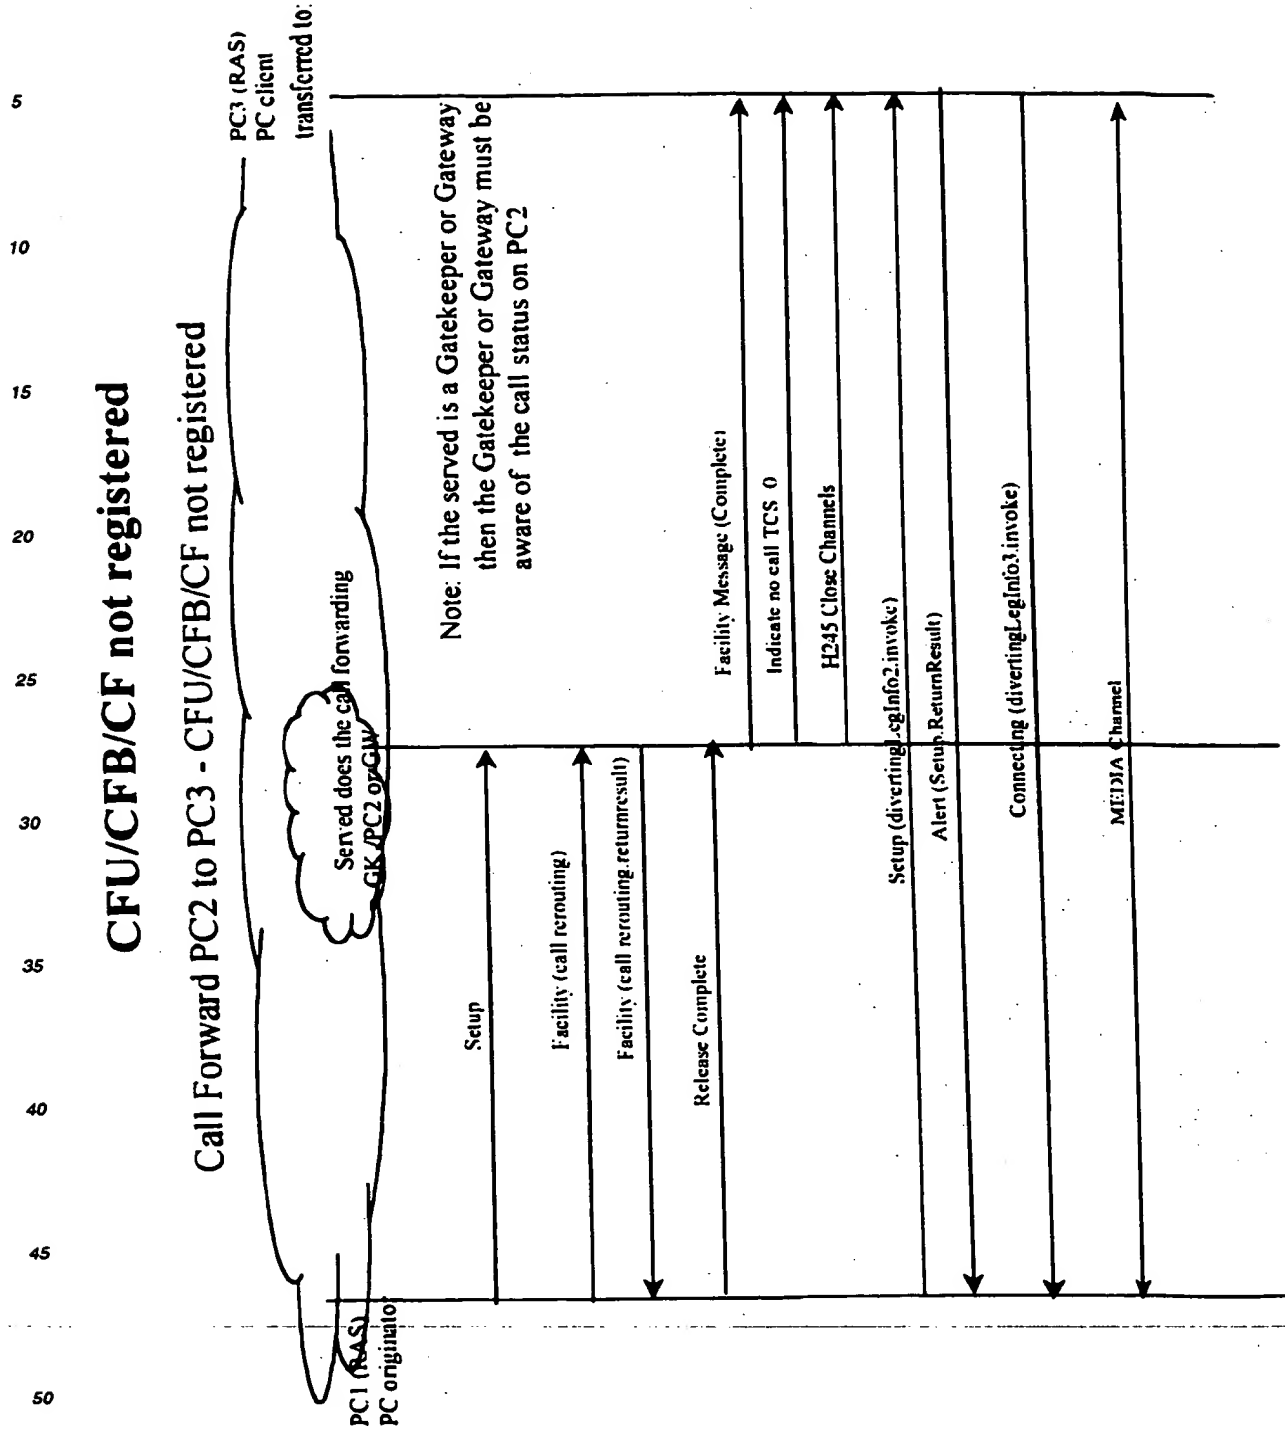 CFU/CFB/CF not registered
Call Forward PC2 to PC3 - CFU/CFB/CF not registered
PC1 (RAS)
PC originator
Served does the call forwarding
GK /PC2 or GW
PC3 (RAS)
PC client
transferred to:
Note: If the served is a Gatekeeper or Gateway
then the Gatekeeper or Gateway must be
aware of the call status on PC2
Setup
Facility (call rerouting)
Facility (call rerouting.returnresult)
Release Complete
Facility Message (Complete)
Indicate no call TCS 0
H245 Close Channels
Setup (divertingLegInfo2.invoke)
Alert (Setup.ReturnResult)
Connecting (divertingLegInfo3.invoke)
MEDIA Channel
5
10
15
20
25
30
35
40
45
50